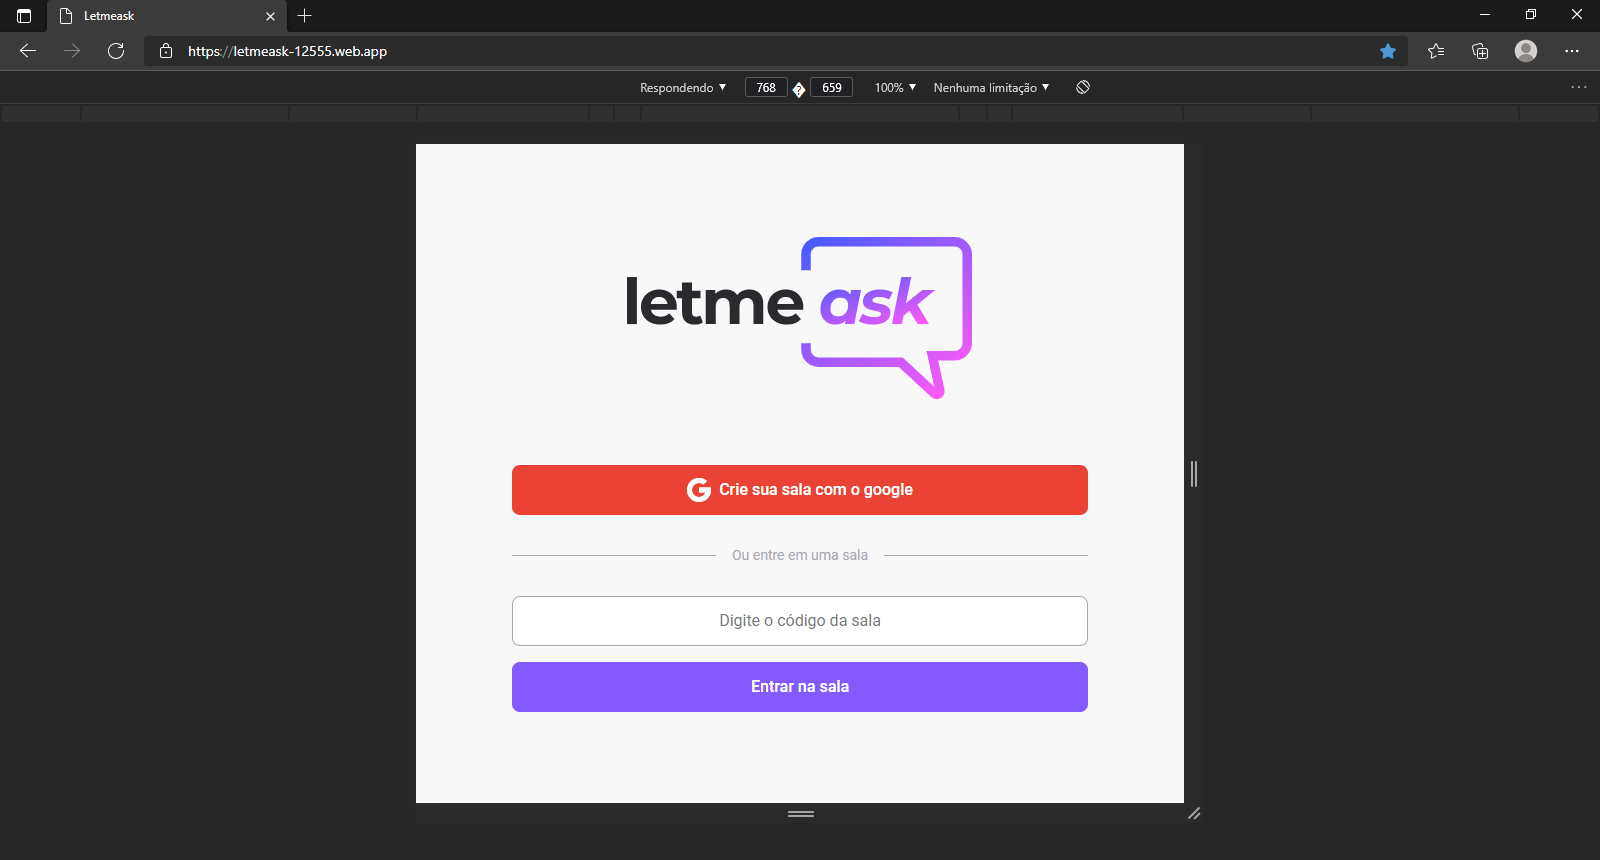 Letmeask
https://letmeask-12555.web.app
Respondendo 768 659 100% Nenhuma limitação
letme ask
Crie sua sala com o google
Ou entre em uma sala
Digite o código da sala
Entrar na sala